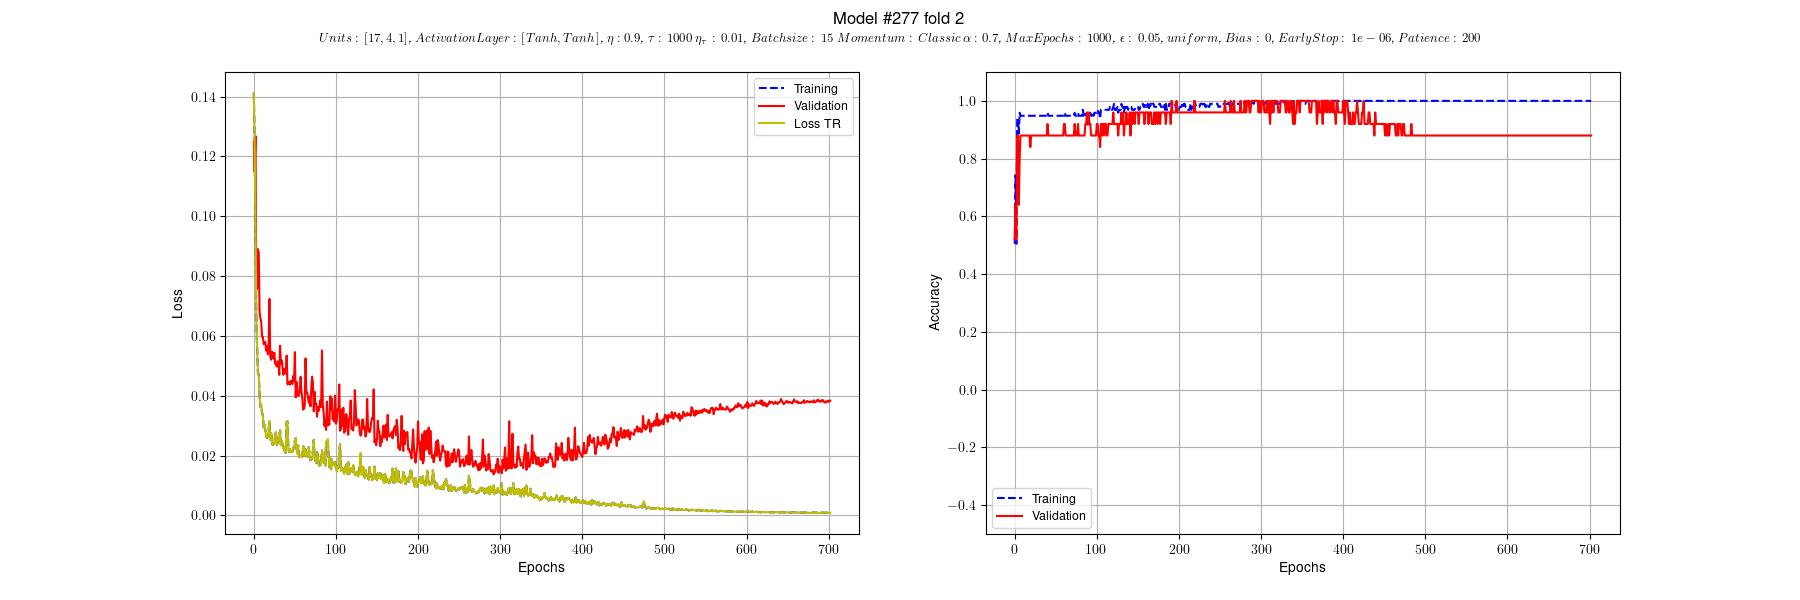 Model #277 fold 2
Units : [17, 4, 1], ActivationLayer : [Tanh, Tanh], η : 0.9, τ : 1000 η_τ : 0.01, Batchsize : 15 Momentum : Classic α : 0.7, MaxEpochs : 1000, ϵ : 0.05, uniform, Bias : 0, EarlyStop : 1e − 06, Patience : 200
Training
Validation
Loss TR
0.14
0.12
0.10
0.08
0.06
0.04
0.02
0.00
Loss
0 100 200 300 400 500 600 700
Epochs
1.0
0.8
0.6
0.4
0.2
0.0
−0.2
−0.4
Accuracy
Training
Validation
0 100 200 300 400 500 600 700
Epochs